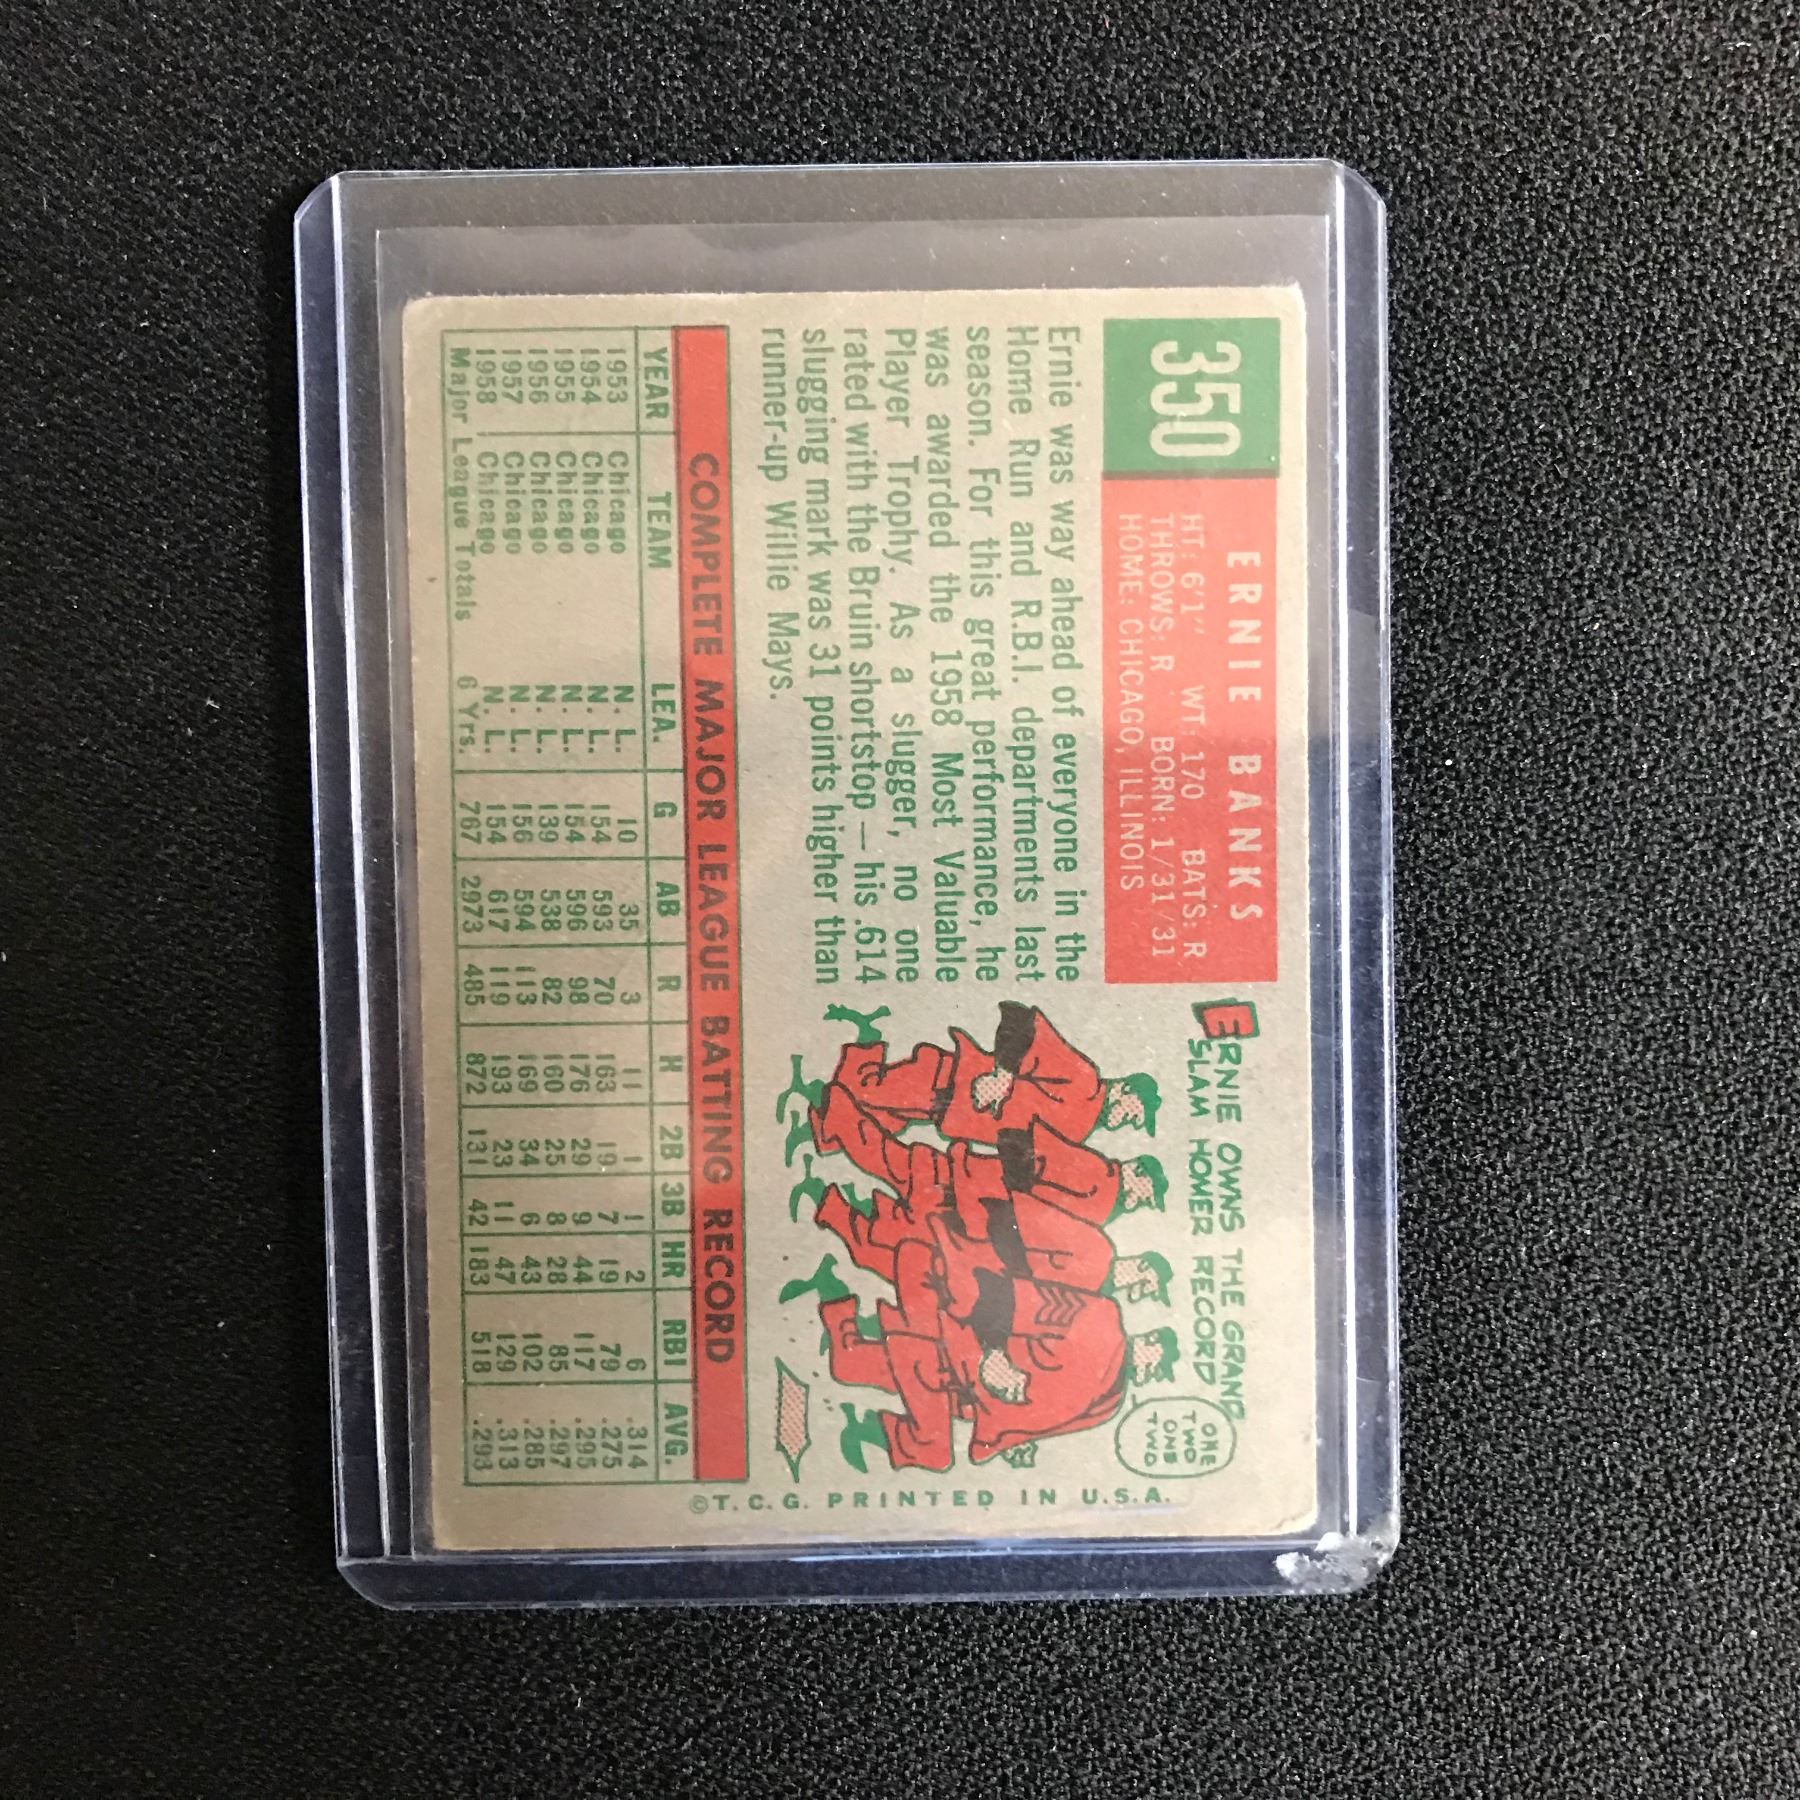 350
ERNIE BANKS
HT: 6'1" WT: 170 BATS: R
THROWS: R BORN: 1/31/31
HOME: CHICAGO, ILLINOIS
Ernie was way ahead of everyone in the
Home Run and R.B.I. departments last
season. For this great performance, he
was awarded the 1958 Most Valuable
Player Trophy. As a slugger, no one
rated with the Bruin shortstop — his .614
slugging mark was 31 points higher than
runner-up Willie Mays.
ERNIE OWNS THE GRAND
SLAM HOMER RECORD
ONE
TWO
ONE
TWO
COMPLETE MAJOR LEAGUE BATTING RECORD
YEAR TEAM LEA. G AB R H 2B 3B HR RBI AVG.
1953 Chicago N. L. 10 35 3 11 1 1 2 6 .314
1954 Chicago N. L. 154 593 70 163 19 7 19 79 .275
1955 Chicago N. L. 154 596 98 176 29 9 44 117 .295
1956 Chicago N. L. 139 538 82 160 25 8 28 85 .297
1957 Chicago N. L. 156 594 113 169 34 6 43 102 .285
1958 Chicago N. L. 154 617 119 193 23 11 47 129 .313
Major League Totals 6 Yrs. 767 2973 485 872 131 42 183 518 .293
©T. C. G. PRINTED IN U.S.A.